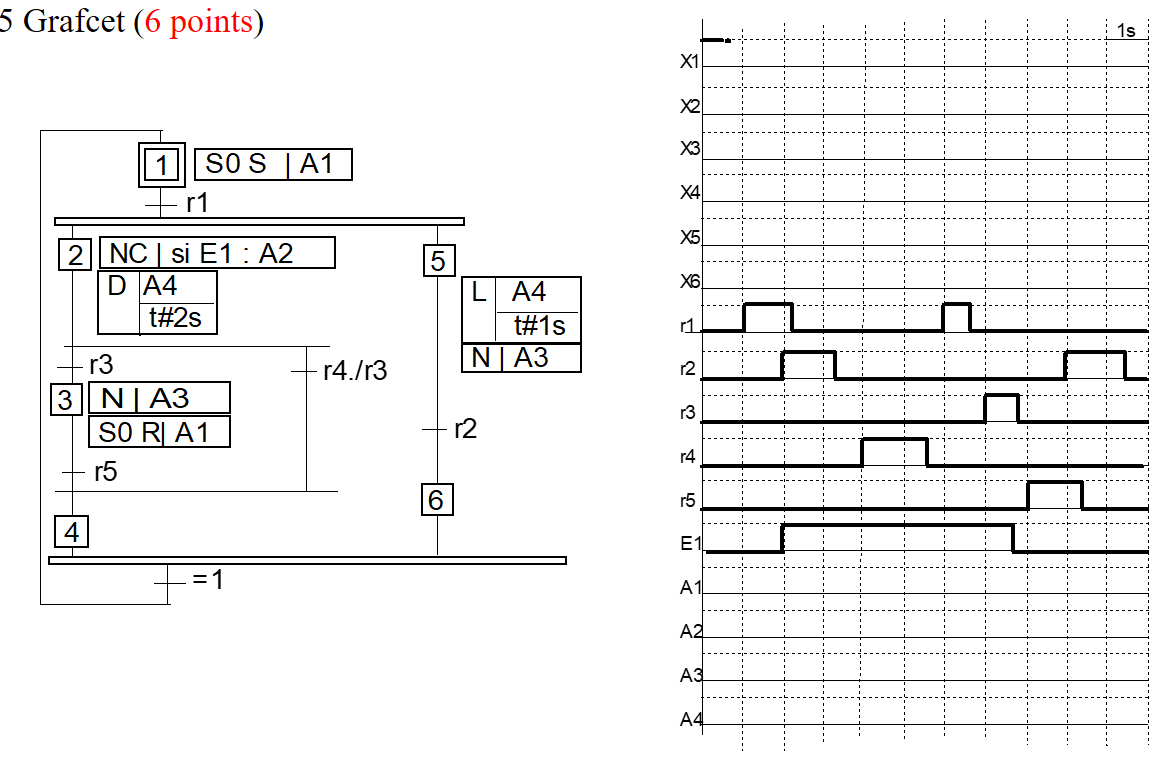 5 Grafcet (6 points)
1 S0 S | A1
r1
2 NC | si E1 : A2
D A4
t#2s
5
L A4
t#1s
N | A3
r3
r4./r3
3 N | A3
S0 R| A1
r2
r5
6
4
=1
1s
X1
X2
X3
X4
X5
X6
r1
r2
r3
r4
r5
E1
A1
A2
A3
A4